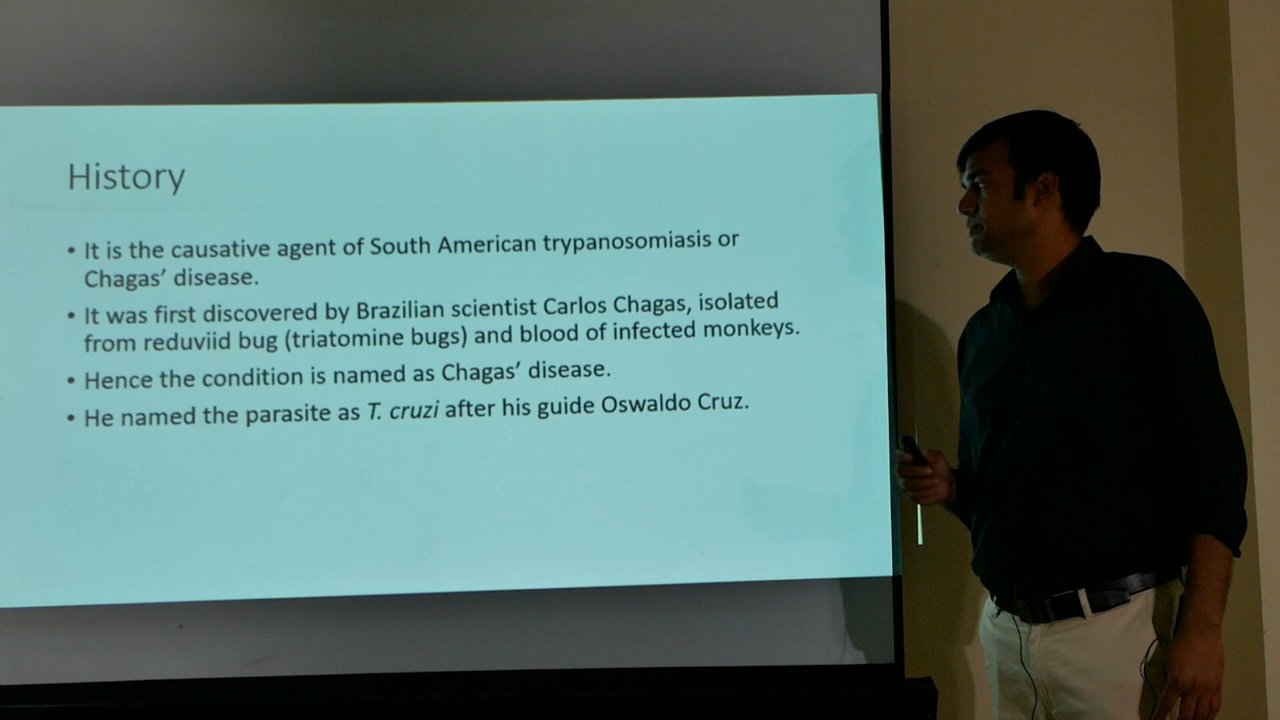 History
• It is the causative agent of South American trypanosomiasis or
Chagas' disease.
• It was first discovered by Brazilian scientist Carlos Chagas, isolated
from reduviid bug (triatomine bugs) and blood of infected monkeys.
• Hence the condition is named as Chagas' disease.
• He named the parasite as T. cruzi after his guide Oswaldo Cruz.